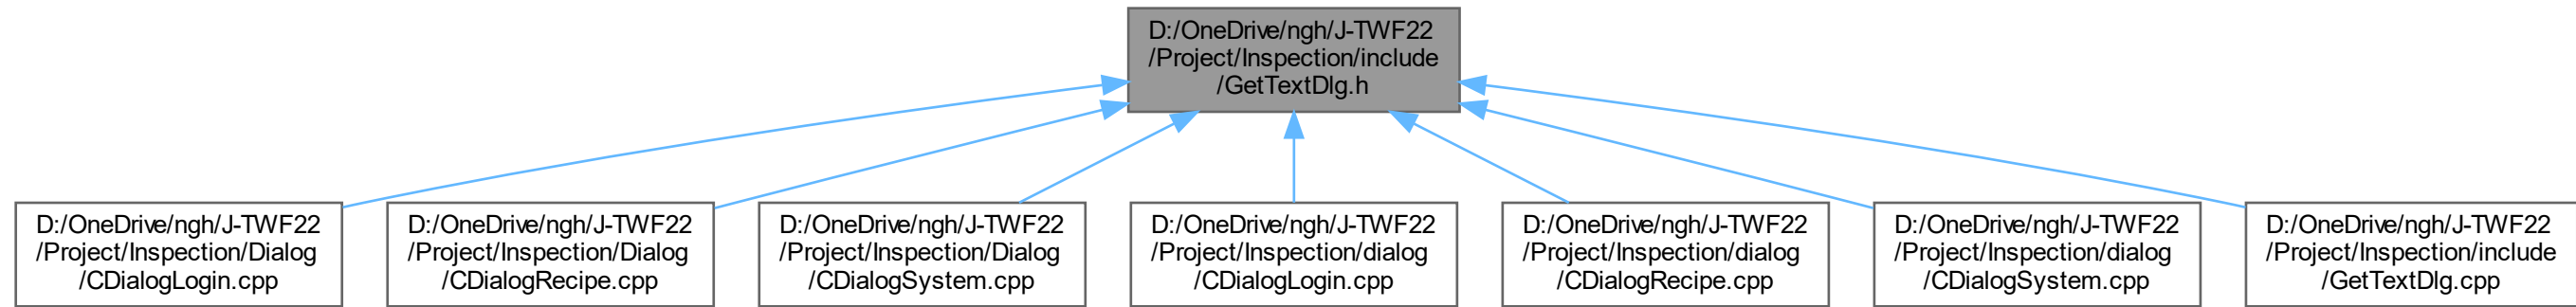 D:/OneDrive/ngh/J-TWF22
/Project/Inspection/include
/GetTextDlg.h
D:/OneDrive/ngh/J-TWF22
/Project/Inspection/Dialog
/CDialogLogin.cpp
D:/OneDrive/ngh/J-TWF22
/Project/Inspection/Dialog
/CDialogRecipe.cpp
D:/OneDrive/ngh/J-TWF22
/Project/Inspection/Dialog
/CDialogSystem.cpp
D:/OneDrive/ngh/J-TWF22
/Project/Inspection/dialog
/CDialogLogin.cpp
D:/OneDrive/ngh/J-TWF22
/Project/Inspection/dialog
/CDialogRecipe.cpp
D:/OneDrive/ngh/J-TWF22
/Project/Inspection/dialog
/CDialogSystem.cpp
D:/OneDrive/ngh/J-TWF22
/Project/Inspection/include
/GetTextDlg.cpp